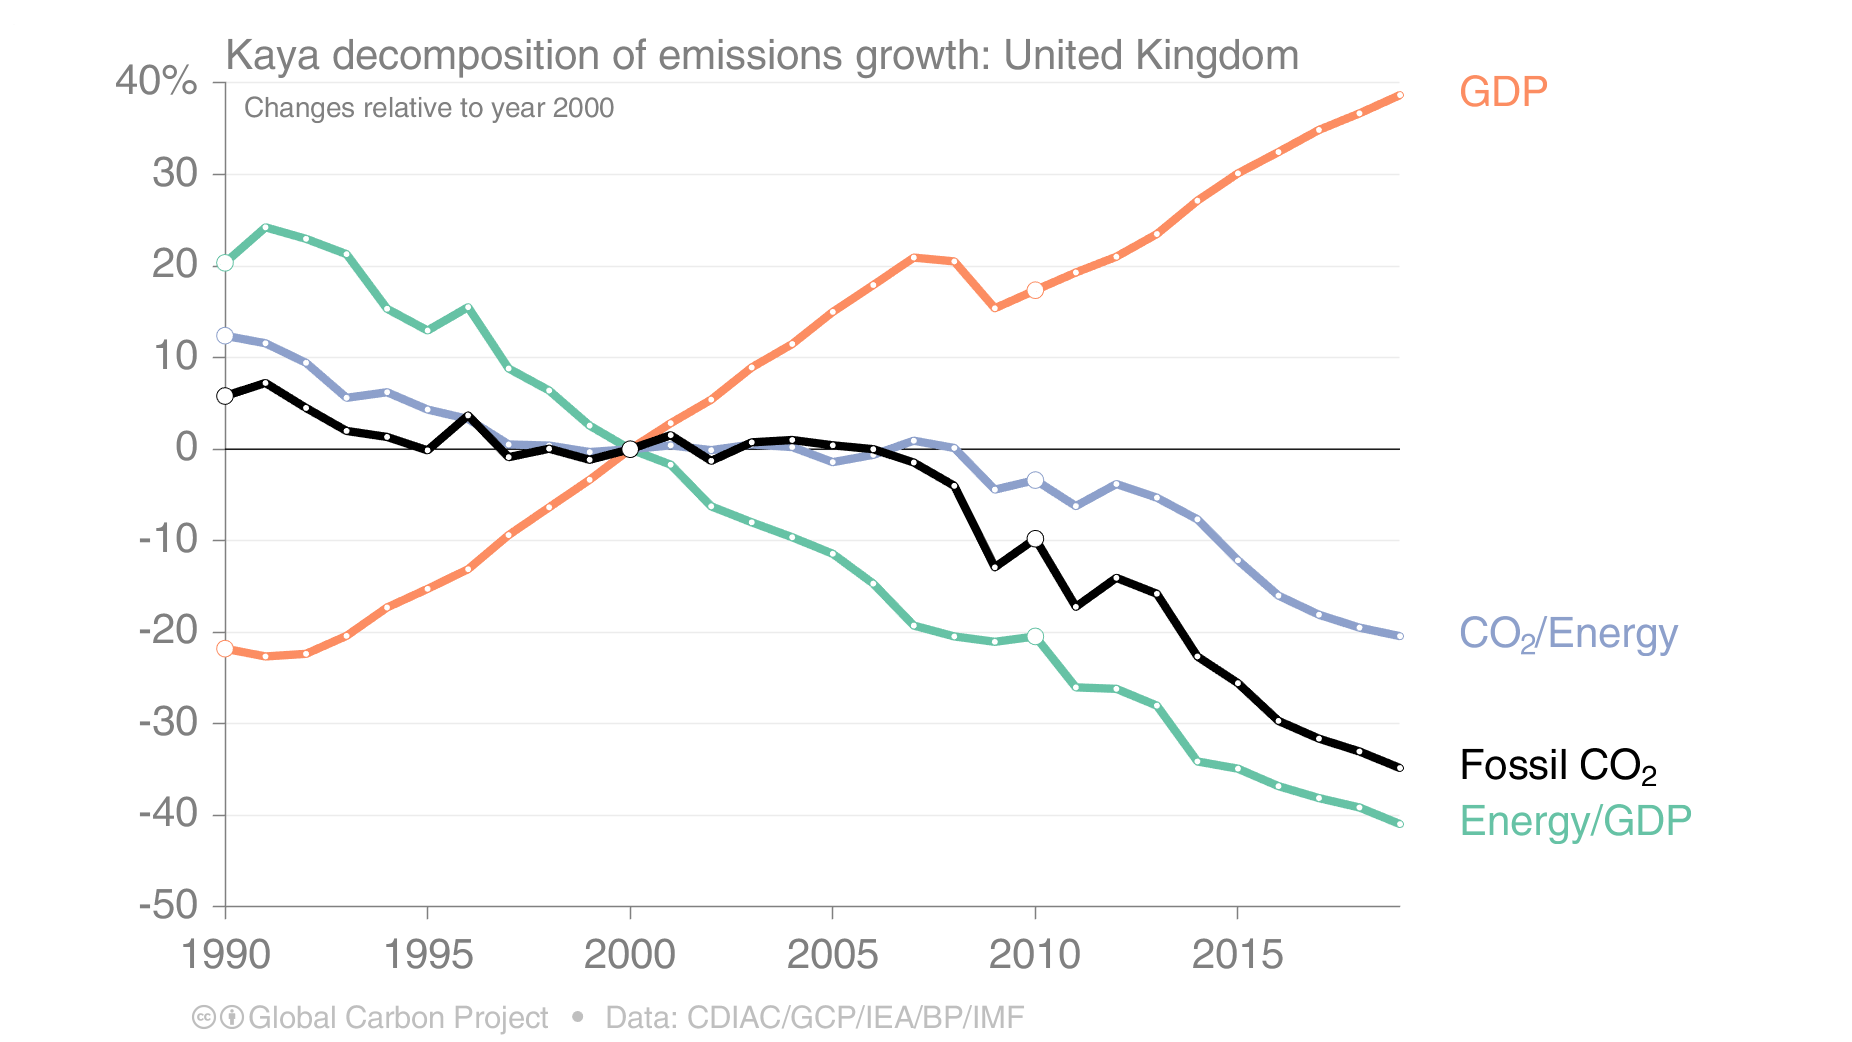 Kaya decomposition of emissions growth: United Kingdom
Changes relative to year 2000
40%
30
20
10
0
-10
-20
-30
-40
-50
1990 1995 2000 2005 2010 2015
GDP
CO₂/Energy
Fossil CO₂
Energy/GDP
cc Global Carbon Project • Data: CDIAC/GCP/IEA/BP/IMF